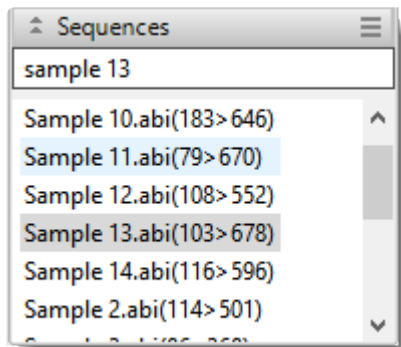 Sequences
sample 13
Sample 10.abi(183>646)
Sample 11.abi(79>670)
Sample 12.abi(108>552)
Sample 13.abi(103>678)
Sample 14.abi(116>596)
Sample 2.abi(114>501)